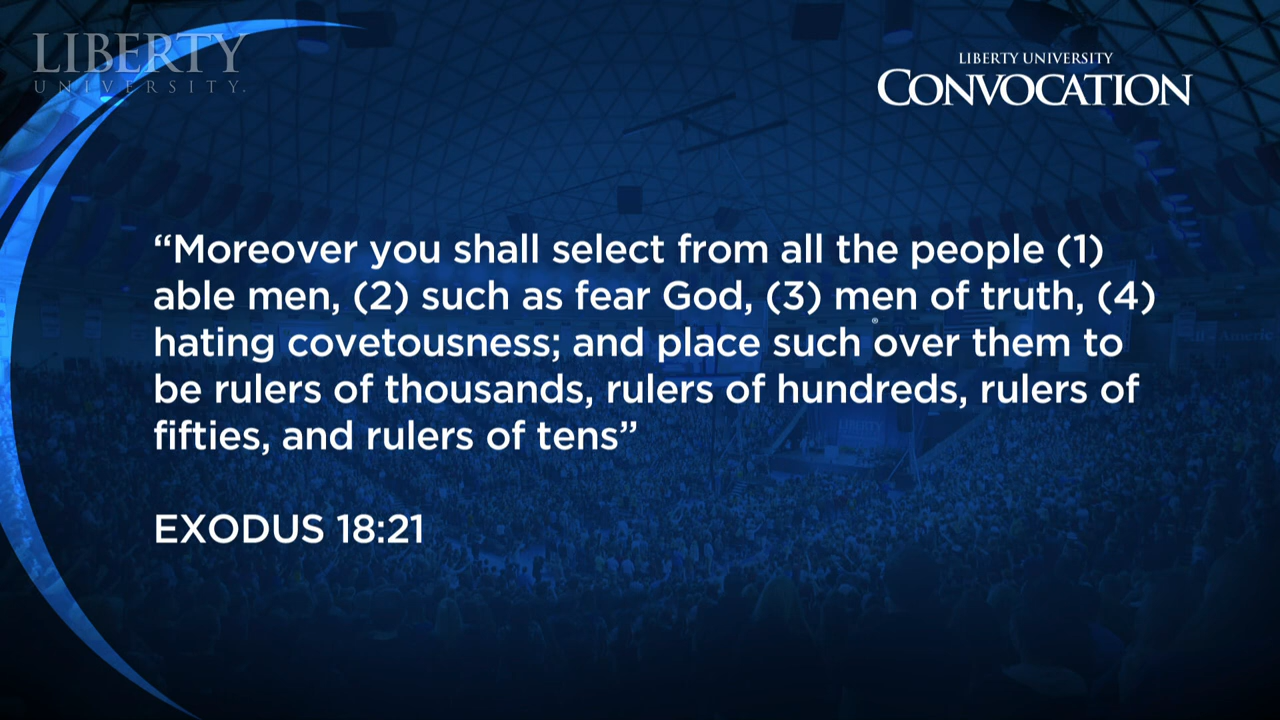 LIBERTY
UNIVERSITY.
LIBERTY UNIVERSITY
CONVOCATION
“Moreover you shall select from all the people (1)
able men, (2) such as fear God, (3) men of truth, (4)
hating covetousness; and place such over them to
be rulers of thousands, rulers of hundreds, rulers of
fifties, and rulers of tens”
EXODUS 18:21